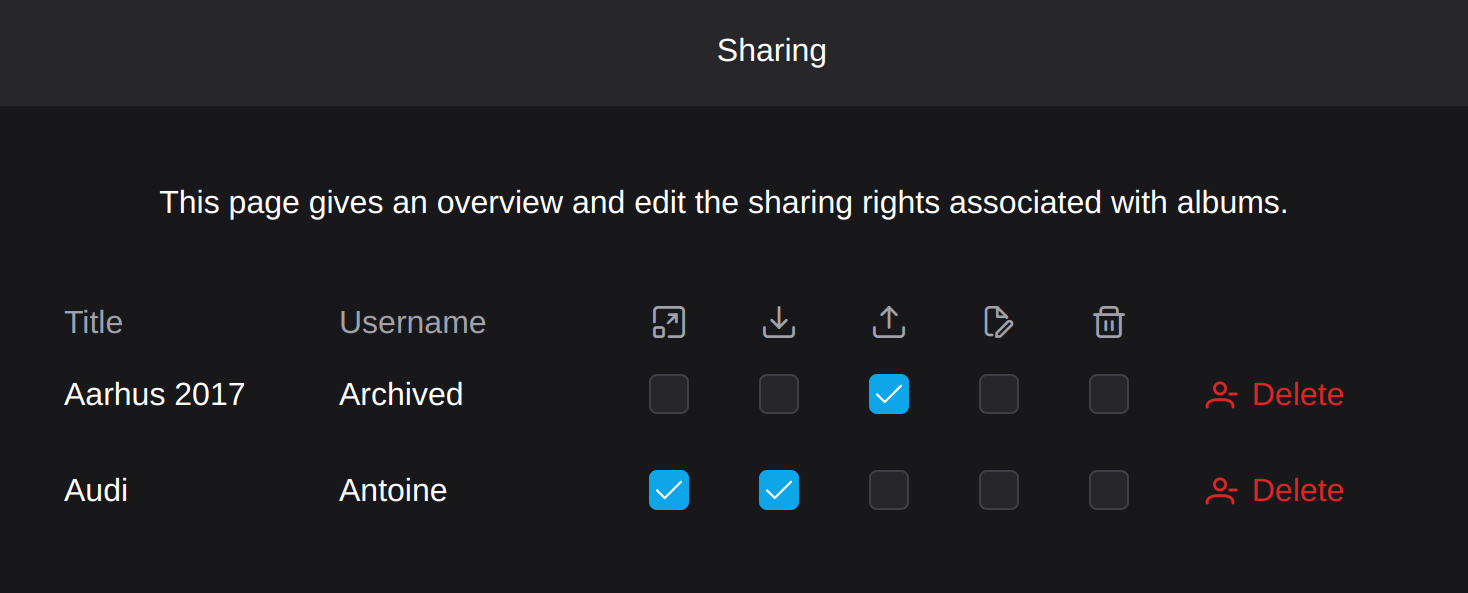 Sharing
This page gives an overview and edit the sharing rights associated with albums.
Title Username
Aarhus 2017 Archived Delete
Audi Antoine Delete